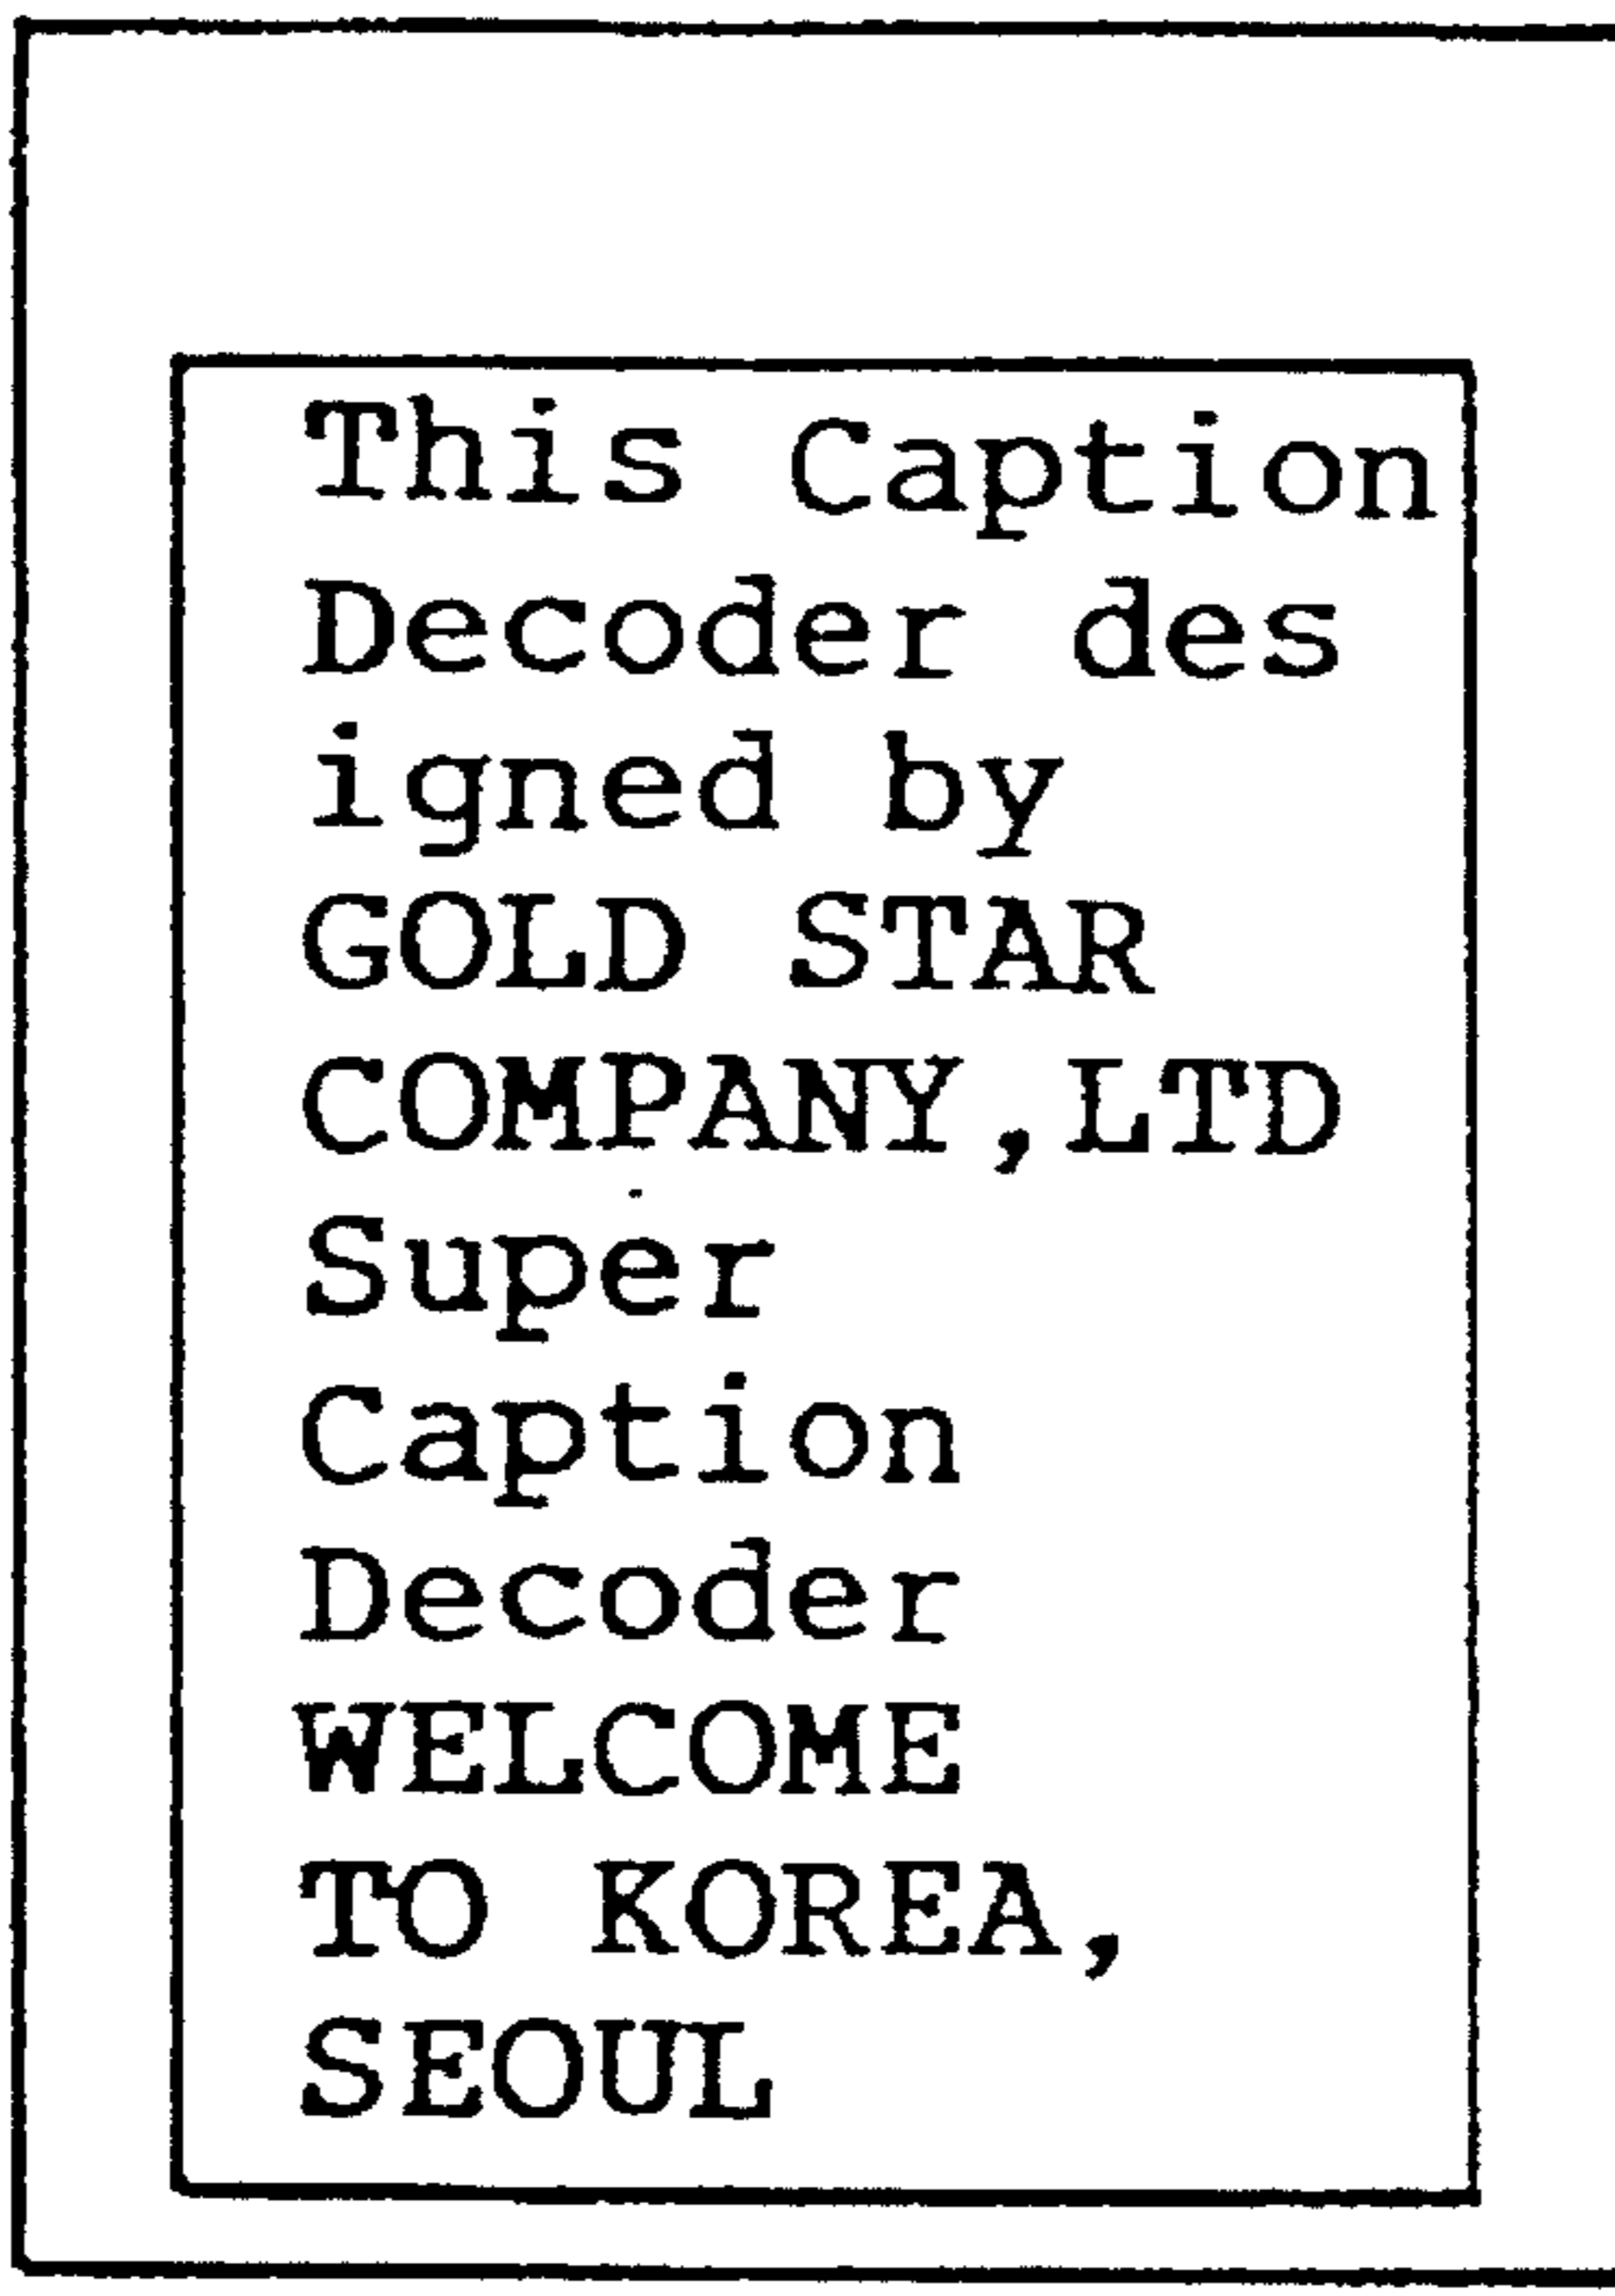 This Caption
Decoder des
igned by
GOLD STAR
COMPANY,LTD
Super
Caption
Decoder
WELCOME
TO KOREA,
SEOUL